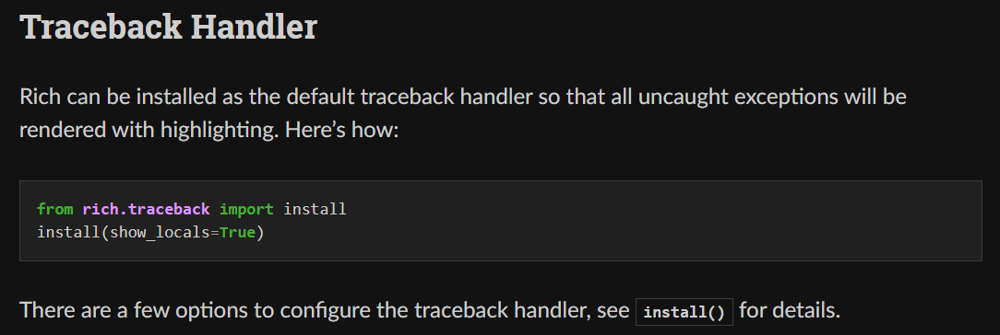 Traceback Handler
Rich can be installed as the default traceback handler so that all uncaught exceptions will be
rendered with highlighting. Here’s how:
from rich.traceback import install
install(show_locals=True)
There are a few options to configure the traceback handler, see install() for details.